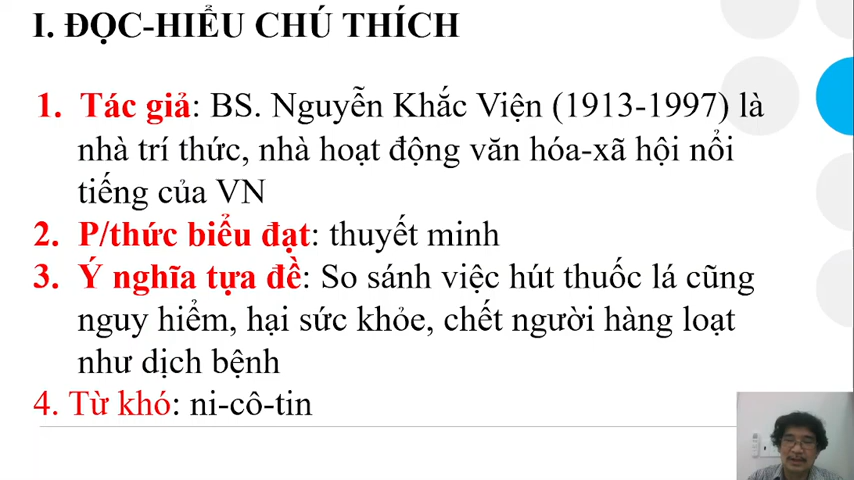 I. ĐỌC-HIỂU CHÚ THÍCH
1. Tác giả: BS. Nguyễn Khắc Viện (1913-1997) là
nhà trí thức, nhà hoạt động văn hóa-xã hội nổi
tiếng của VN
2. P/thức biểu đạt: thuyết minh
3. Ý nghĩa tựa đề: So sánh việc hút thuốc lá cũng
nguy hiểm, hại sức khỏe, chết người hàng loạt
như dịch bệnh
4. Từ khó: ni-cô-tin